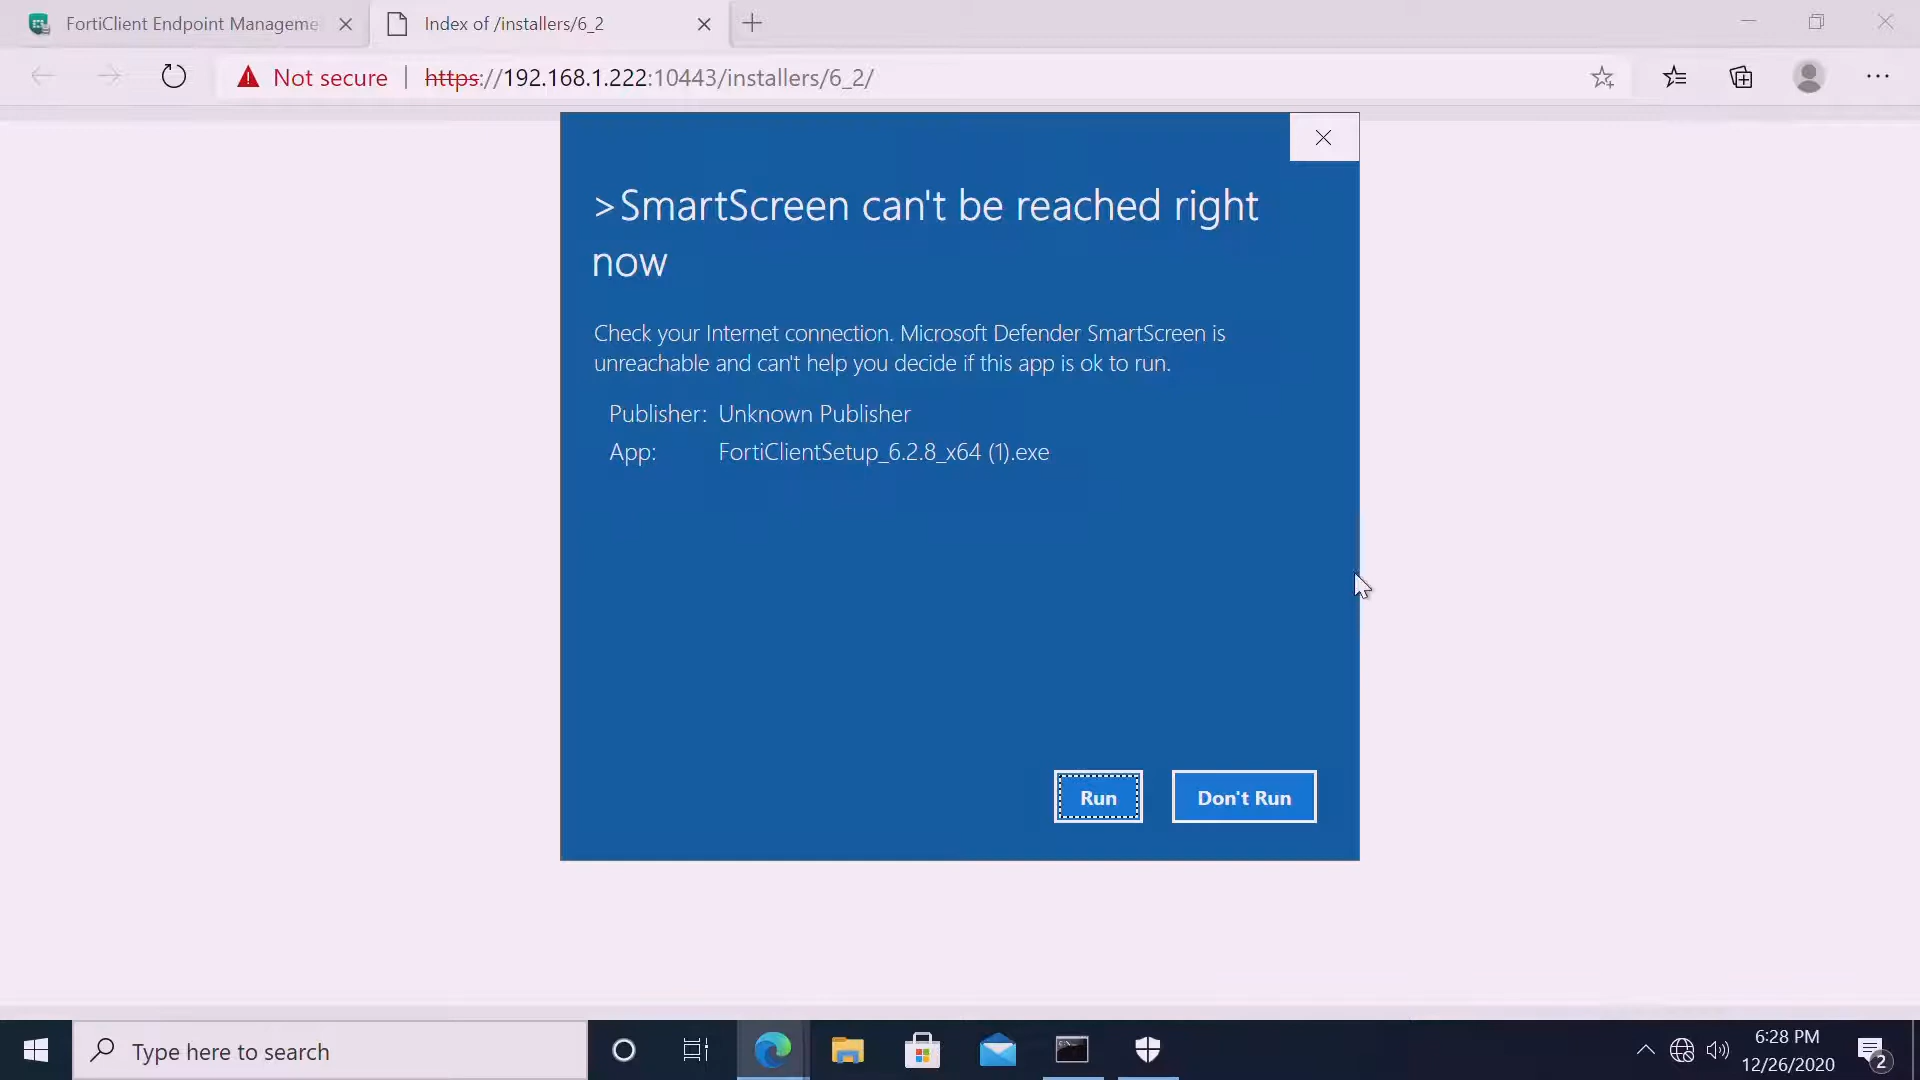 FortiClient Endpoint Manageme
Index of /installers/6_2
Not secure | https://192.168.1.222:10443/installers/6_2/
>SmartScreen can't be reached right
now
Check your Internet connection. Microsoft Defender SmartScreen is
unreachable and can't help you decide if this app is ok to run.
Publisher: Unknown Publisher
App: FortiClientSetup_6.2.8_x64 (1).exe
Run
Don't Run
Type here to search
6:28 PM
12/26/2020
2